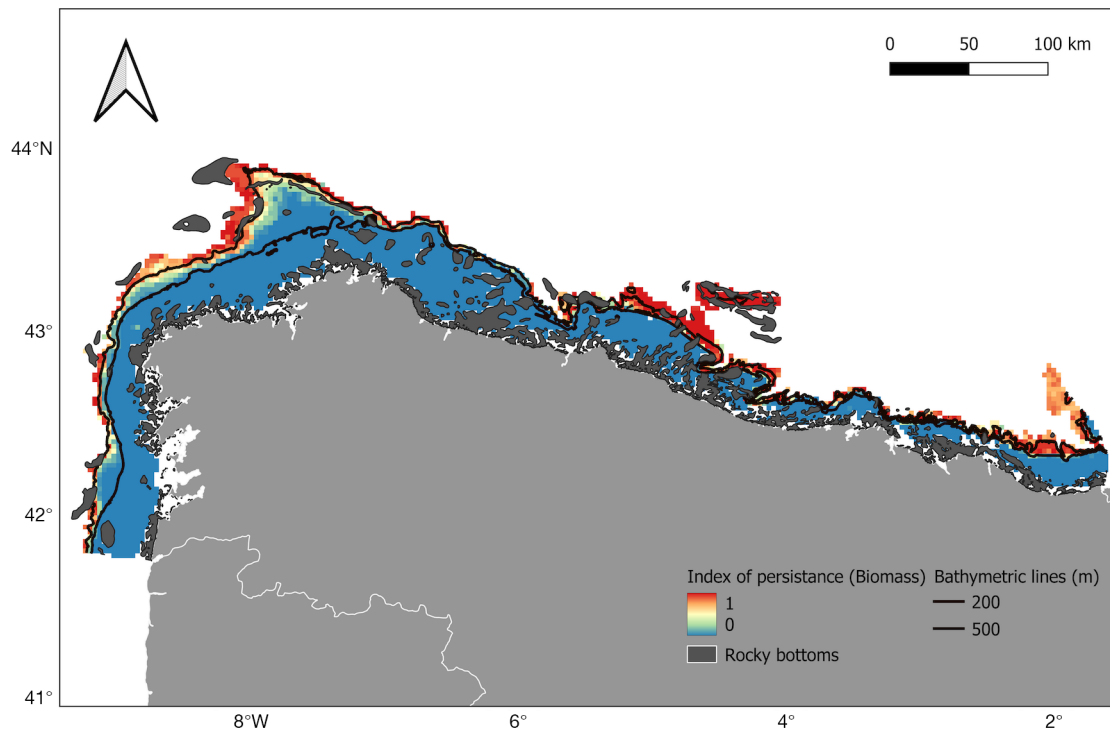 0 50 100 km
44°N
43°
42°
41°
8°W 6° 4° 2°
Index of persistance (Biomass)
1
0
Rocky bottoms
Bathymetric lines (m)
200
500